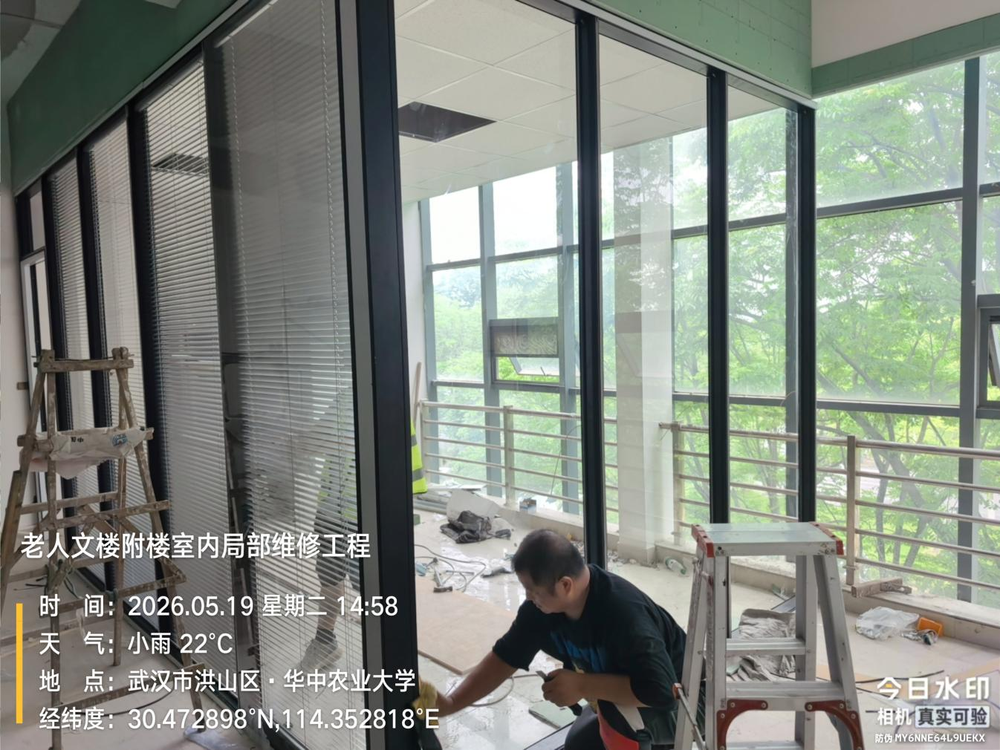 老人文楼附楼室内局部维修工程
时 间：2026.05.19 星期二 14:58
天 气：小雨 22°C
地 点：武汉市洪山区·华中农业大学
经纬度：30.472898°N,114.352818°E
今日水印
相机 真实可验
防伪 MY6NNE64L9UEKX